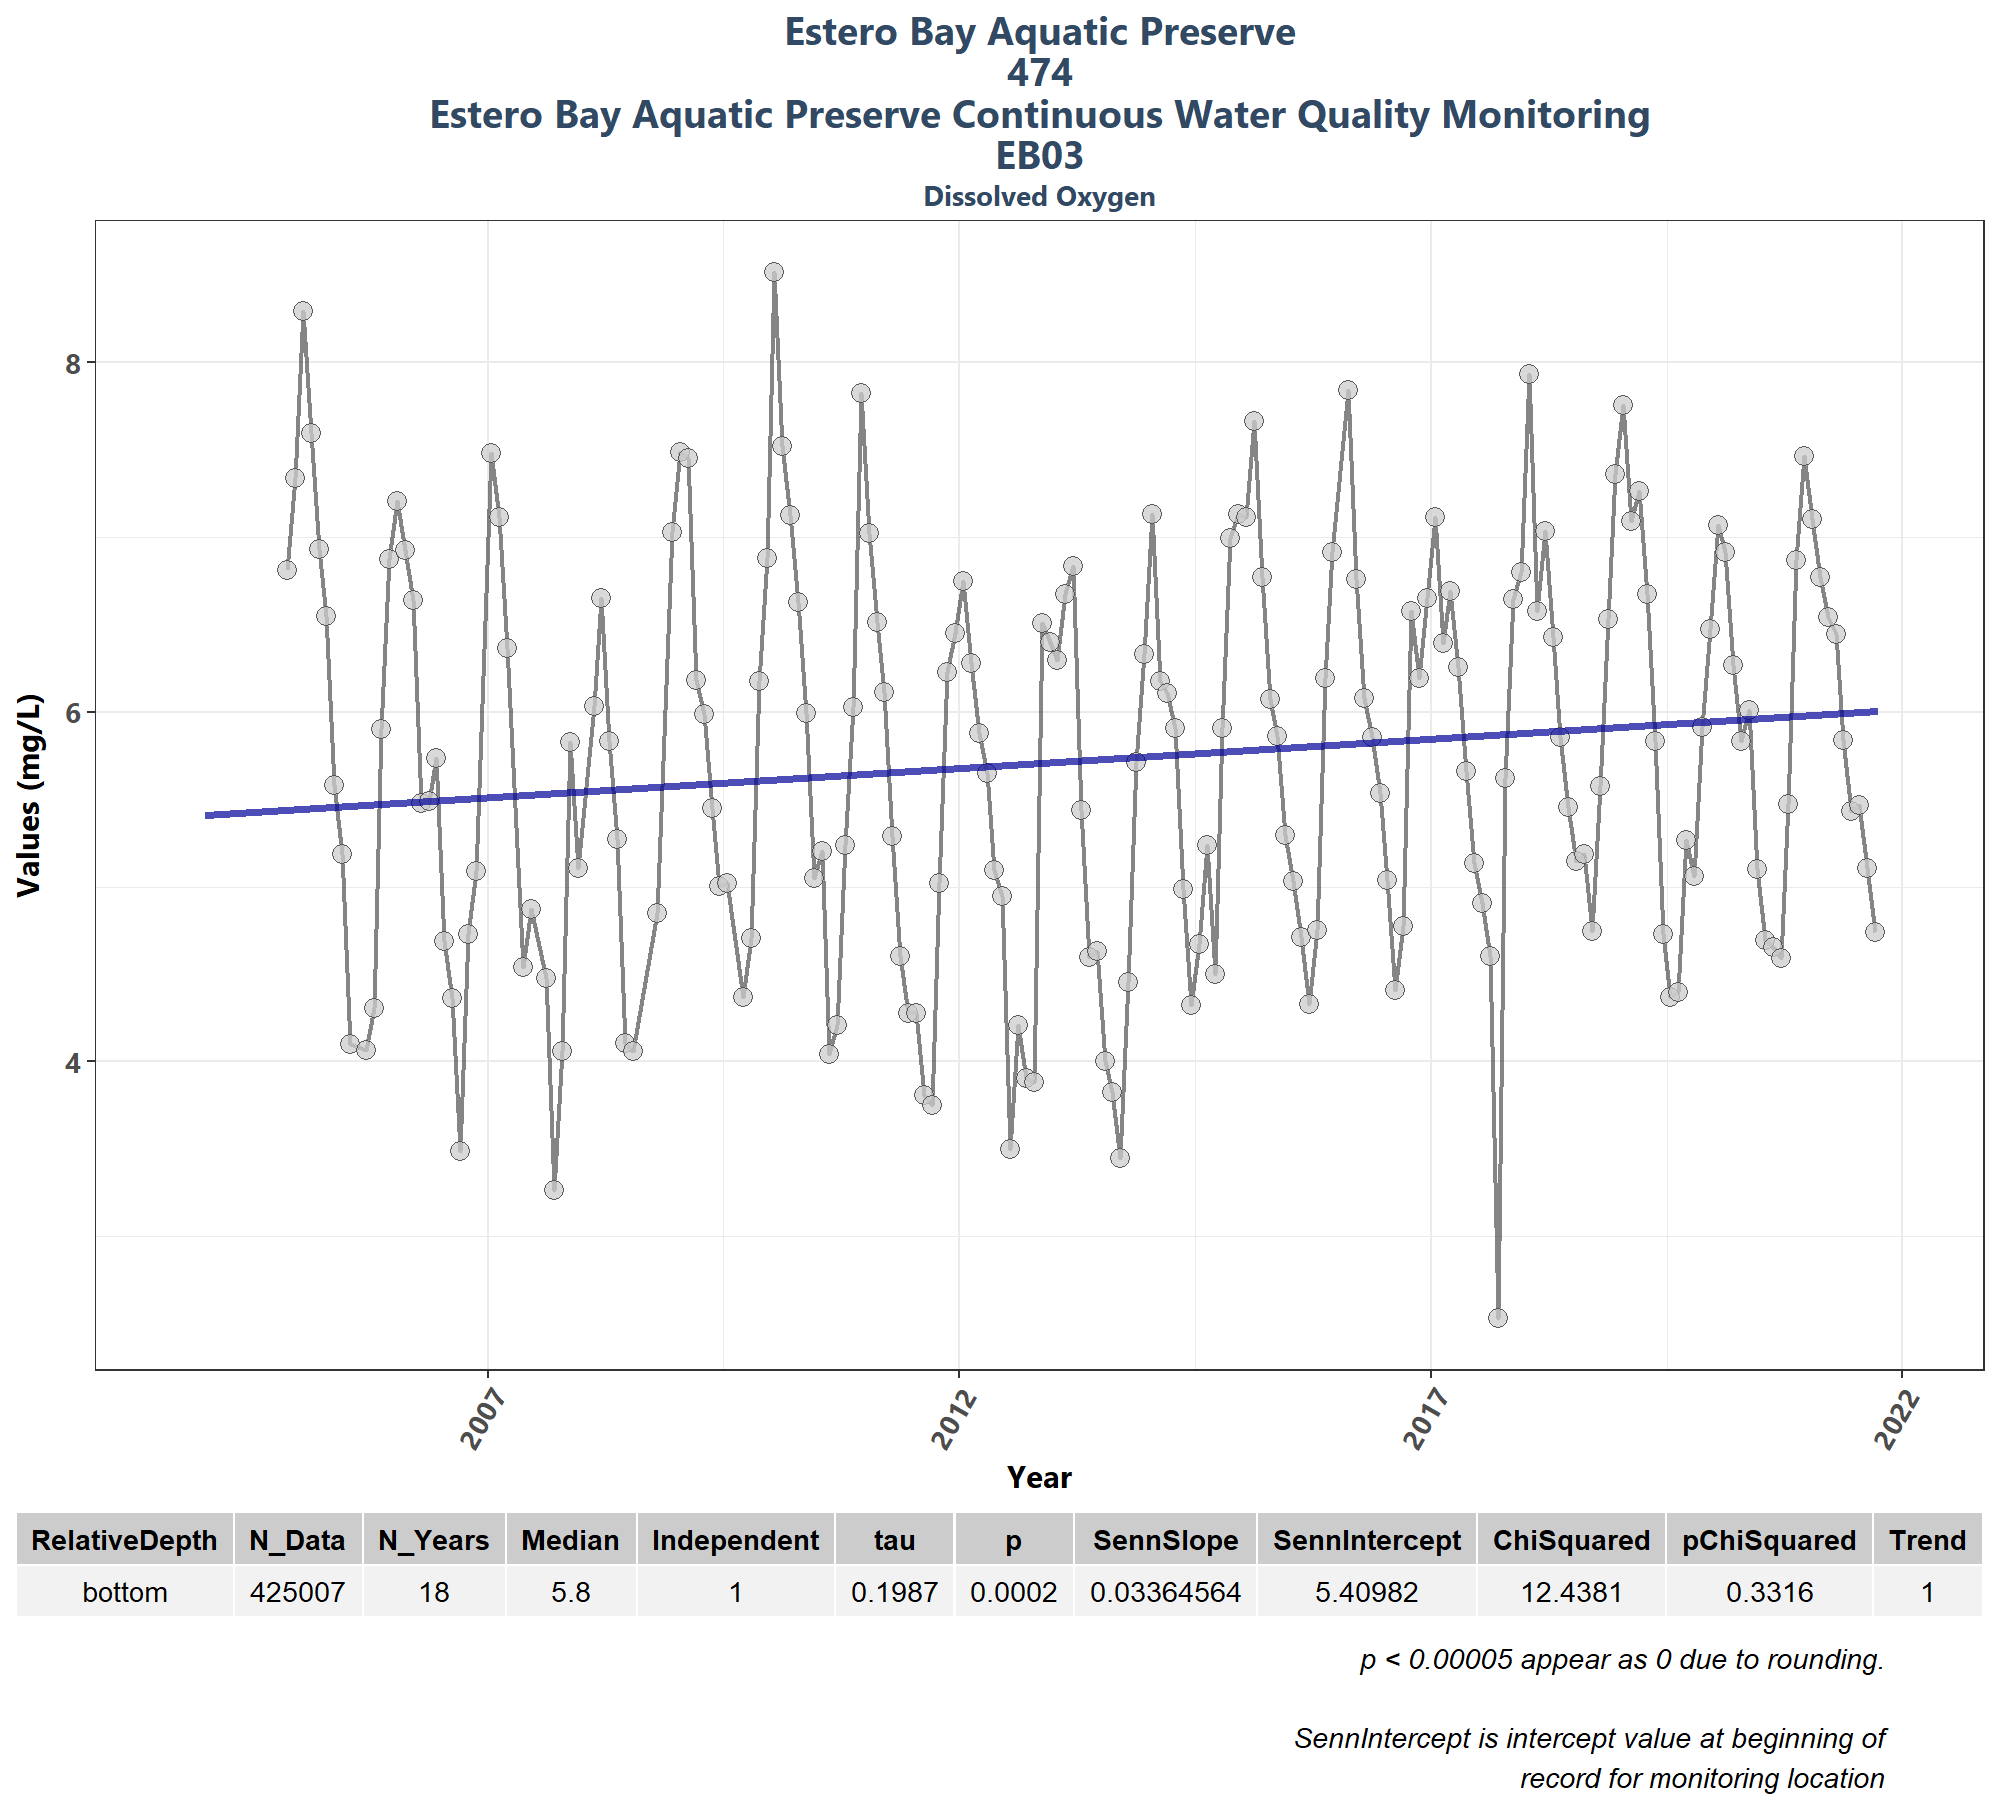 Estero Bay Aquatic Preserve
474
Estero Bay Aquatic Preserve Continuous Water Quality Monitoring
EB03
Dissolved Oxygen
8
6
4
Values (mg/L)
2007
2012
2017
2022
Year
RelativeDepth N_Data N_Years Median Independent tau p SennSlope SennIntercept ChiSquared pChiSquared Trend
bottom 425007 18 5.8 1 0.1987 0.0002 0.03364564 5.40982 12.4381 0.3316 1
p < 0.00005 appear as 0 due to rounding.
SennIntercept is intercept value at beginning of
record for monitoring location